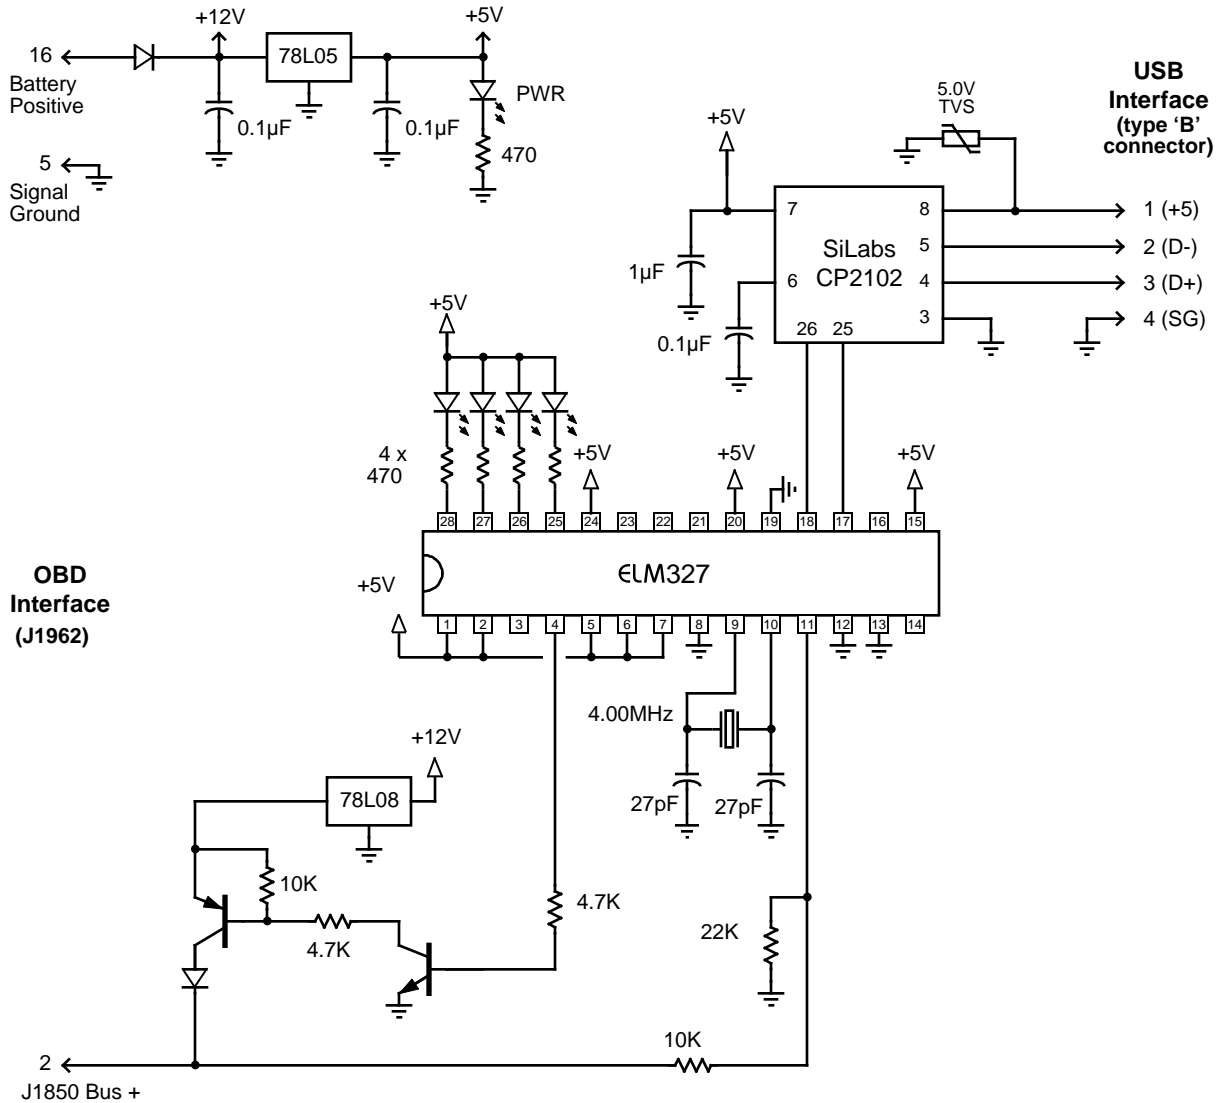 +12V
+5V
16
78L05
Battery
Positive
PWR
0.1µF
0.1µF
470
5
Signal
Ground
USB
Interface
(type ‘B’
connector)
5.0V
TVS
+5V
7
8
1 (+5)
SiLabs
CP2102
5
2 (D-)
1µF
6
4
3 (D+)
3
4 (SG)
26
25
0.1µF
+5V
4 x
470
+5V
+5V
+5V
28
27
26
25
24
23
22
21
20
19
18
17
16
15
ELM327
OBD
Interface
(J1962)
+5V
1
2
3
4
5
6
7
8
9
10
11
12
13
14
4.00MHz
27pF
27pF
+12V
78L08
10K
4.7K
4.7K
22K
10K
2
J1850 Bus +